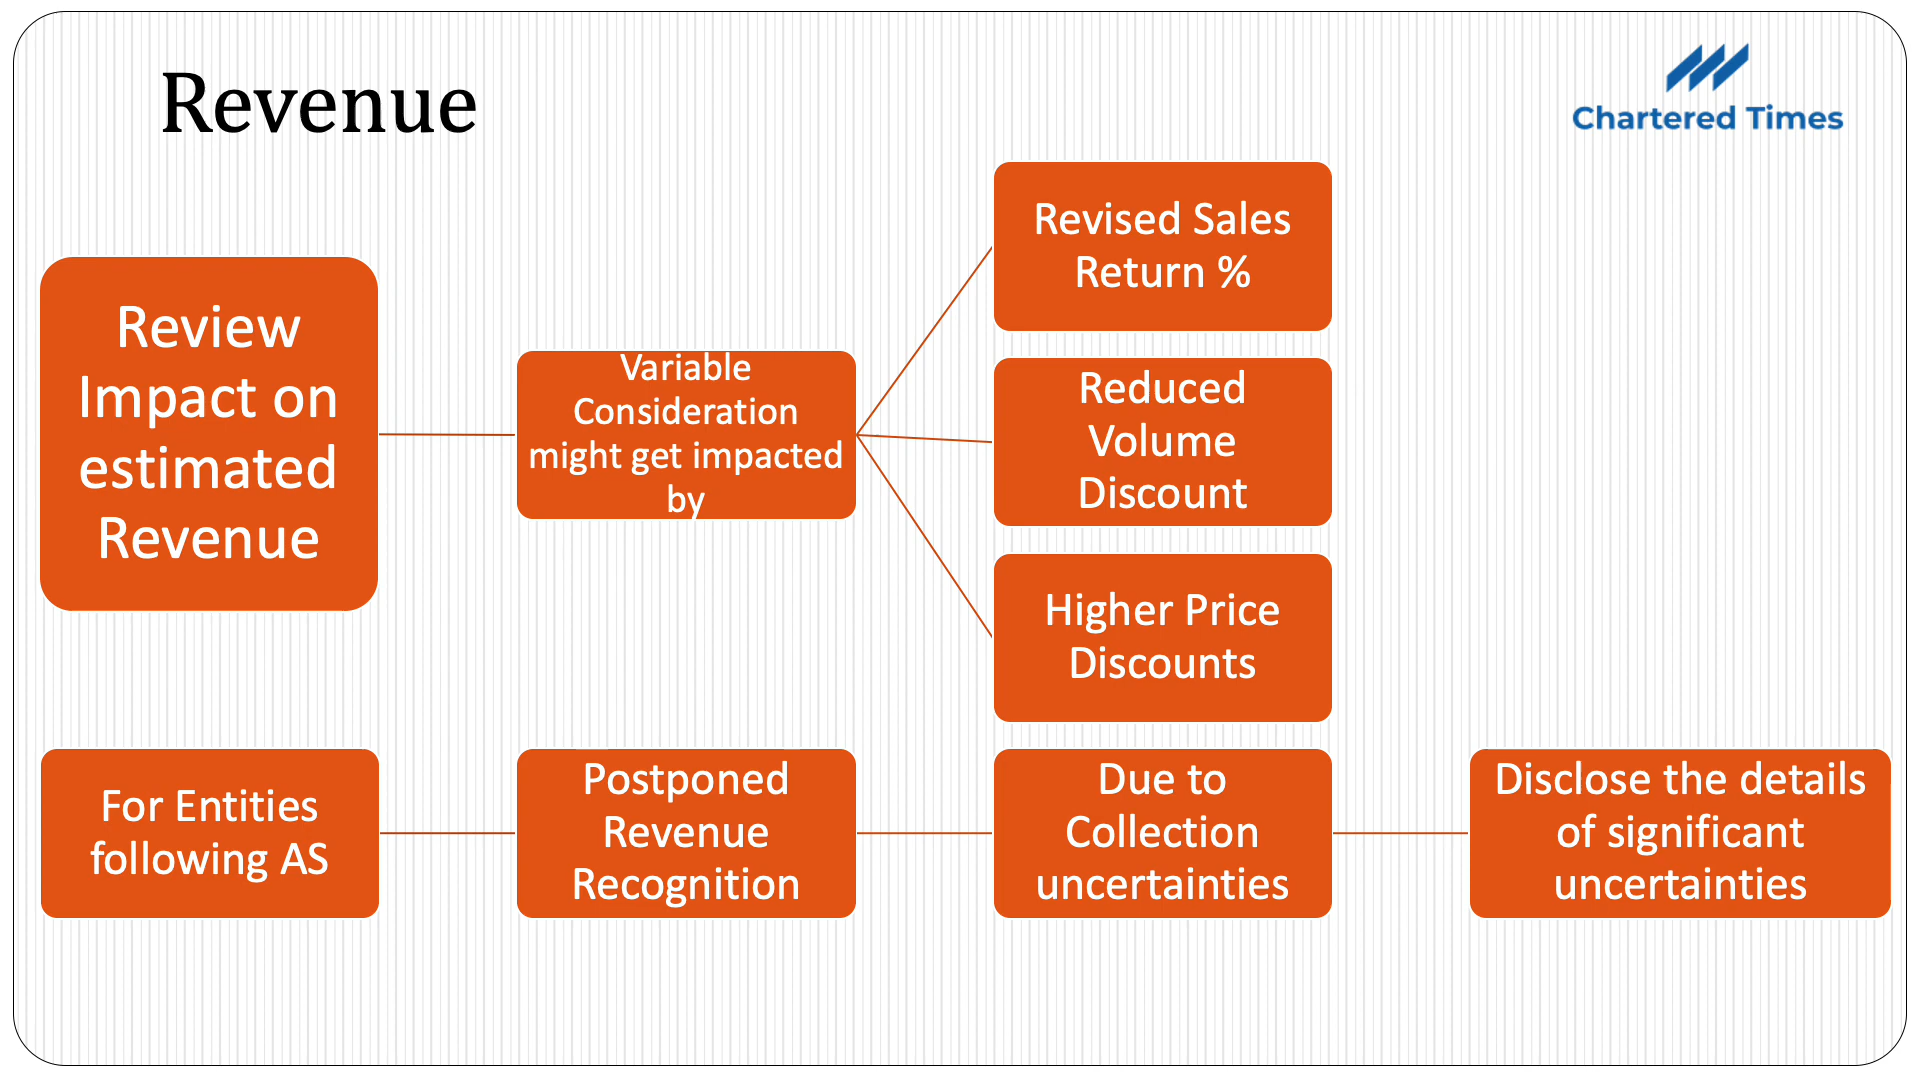 Revenue
Chartered Times
Review
Impact on
estimated
Revenue
Variable
Consideration
might get impacted
by
Revised Sales
Return %
Reduced
Volume
Discount
Higher Price
Discounts
For Entities
following AS
Postponed
Revenue
Recognition
Due to
Collection
uncertainties
Disclose the details
of significant
uncertainties